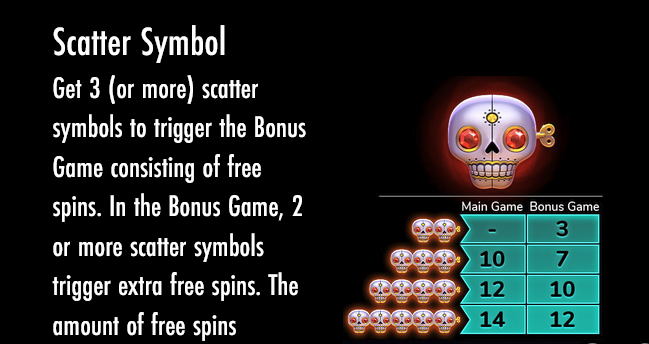 Scatter Symbol
Get 3 (or more) scatter
symbols to trigger the Bonus
Game consisting of free
spins. In the Bonus Game, 2
or more scatter symbols
trigger extra free spins. The
amount of free spins
Main Game Bonus Game
- 3
10 7
12 10
14 12